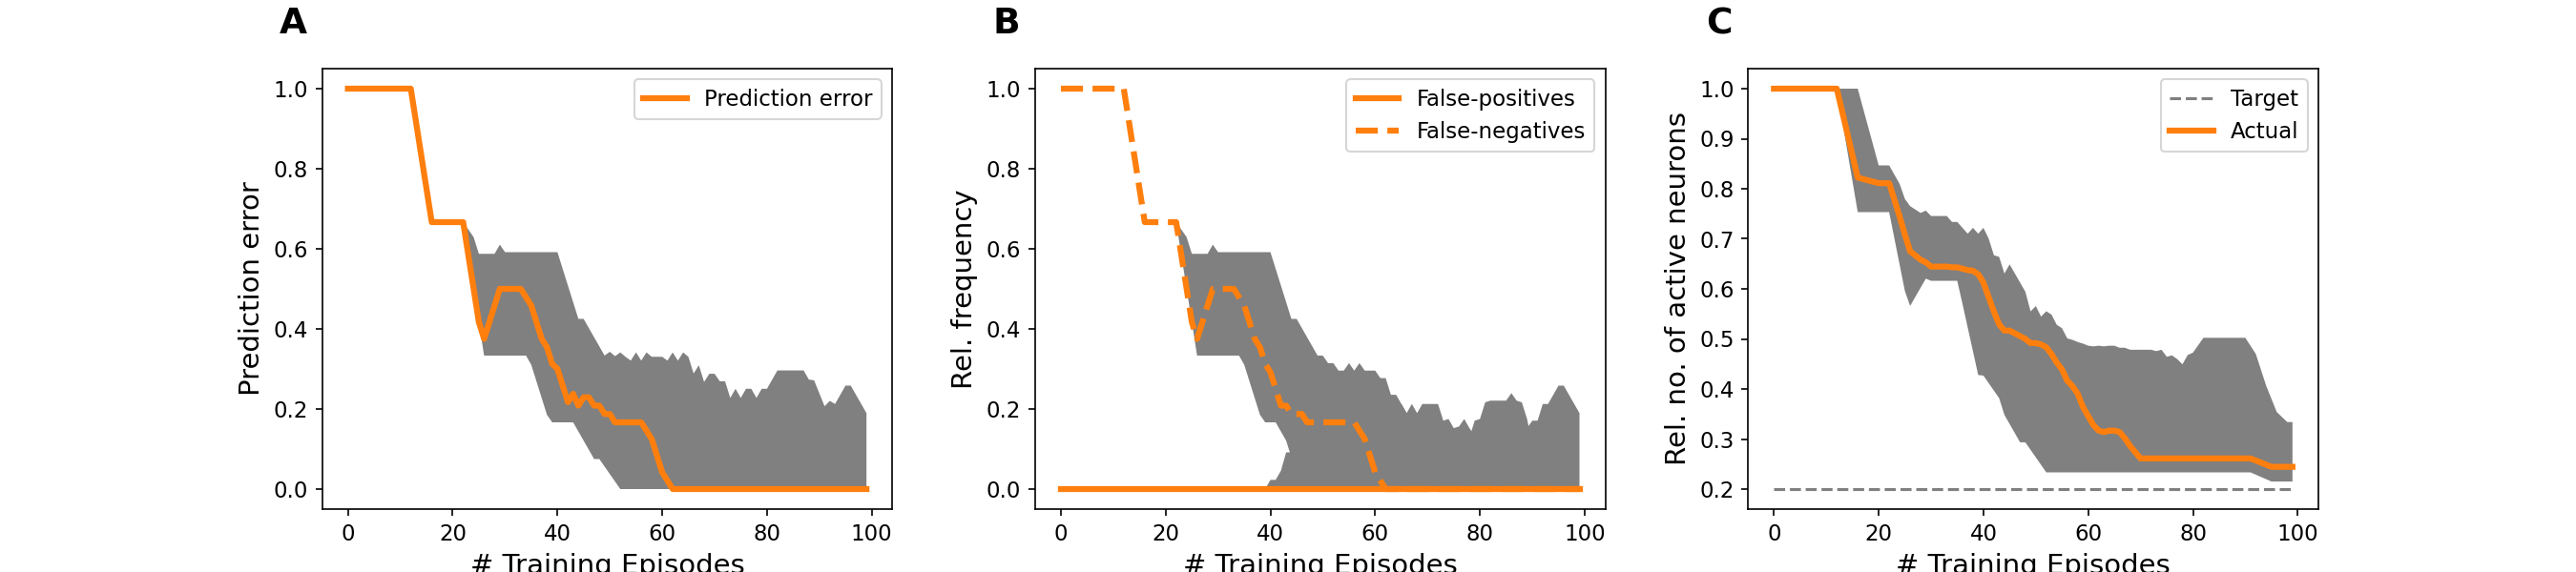 A
Prediction error
1.0
0.8
0.6
0.4
0.2
0.0
0 20 40 60 80 100
# Training Episodes
Prediction error
B
Rel. frequency
1.0
0.8
0.6
0.4
0.2
0.0
0 20 40 60 80 100
# Training Episodes
False-positives
False-negatives
C
Rel. no. of active neurons
1.0
0.9
0.8
0.7
0.6
0.5
0.4
0.3
0.2
0 20 40 60 80 100
# Training Episodes
Target
Actual